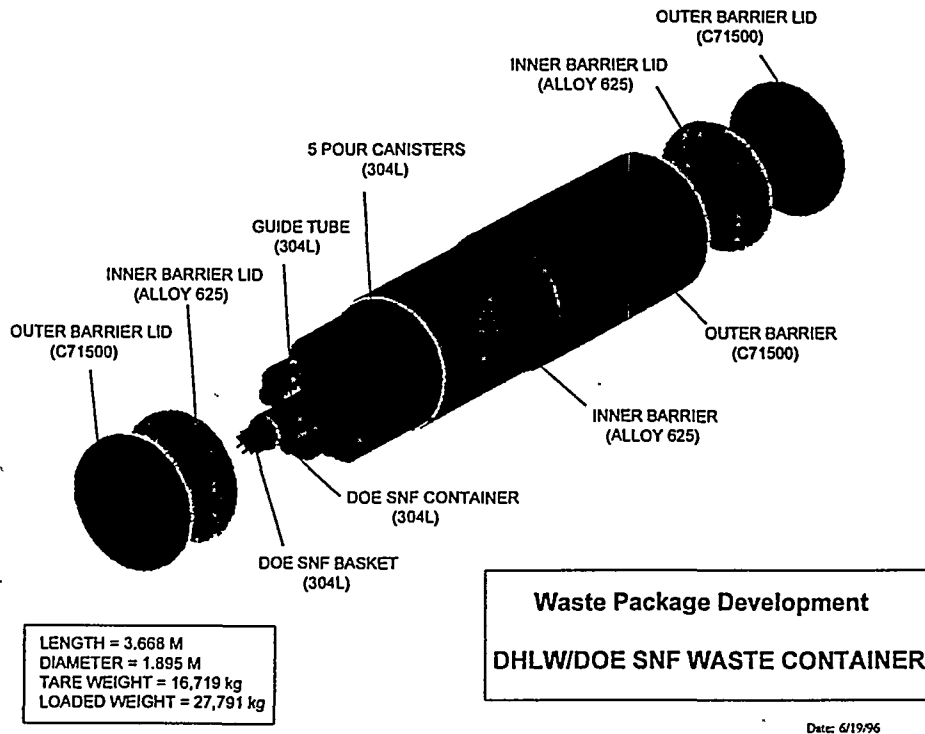 OUTER BARRIER LID
(C71500)
INNER BARRIER LID
(ALLOY 625)
5 POUR CANISTERS
(304L)
GUIDE TUBE
(304L)
INNER BARRIER LID
(ALLOY 625)
OUTER BARRIER LID
(C71500)
OUTER BARRIER
(C71500)
INNER BARRIER
(ALLOY 625)
DOE SNF CONTAINER
(304L)
DOE SNF BASKET
(304L)
LENGTH = 3.668 M
DIAMETER = 1.895 M
TARE WEIGHT = 16,719 kg
LOADED WEIGHT = 27,791 kg
Waste Package Development
DHLW/DOE SNF WASTE CONTAINER
Date: 6/19/96